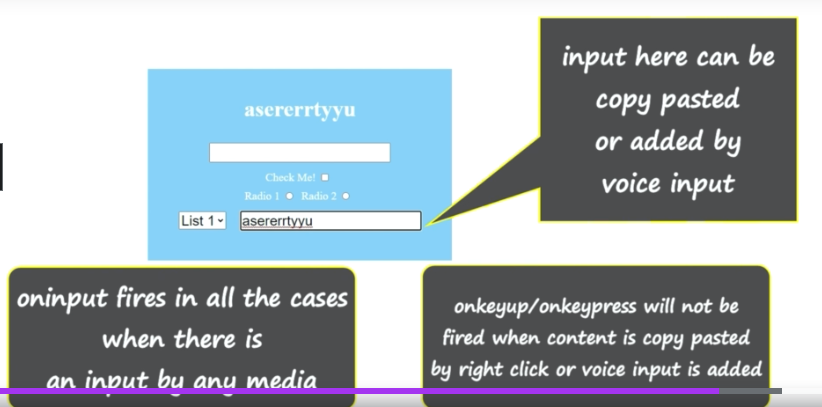 asererrtyyu
Check Me!
Radio 1 Radio 2
List 1 asererrtyyu
input here can be
copy pasted
or added by
voice input
oninput fires in all the cases
when there is
an input by any media
onkeyup/onkeypress will not be
fired when content is copy pasted
by right click or voice input is added